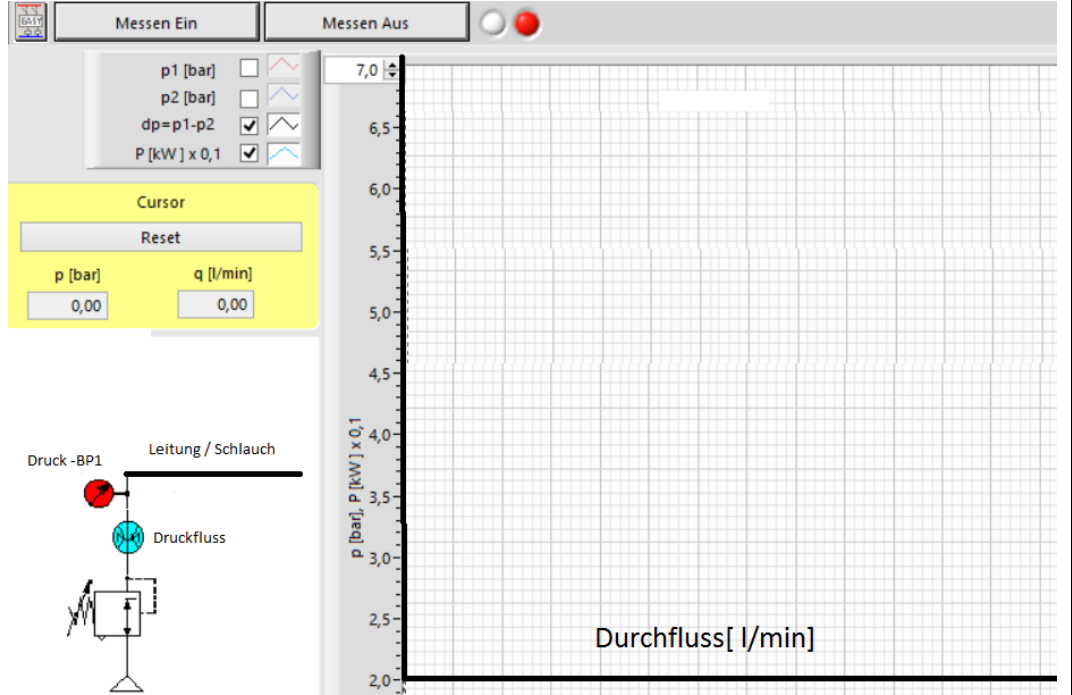 EASY
Messen Ein
Messen Aus
p1 [bar]
p2 [bar]
dp=p1-p2
P [kW ] x 0,1
Cursor
Reset
p [bar]
q [l/min]
0,00
0,00
Druck -BP1
Leitung / Schlauch
Druckfluss
7,0
6,5
6,0
5,5
5,0
4,5
4,0
3,5
3,0
2,5
2,0
p [bar], P [kW] x 0,1
Durchfluss[ l/min]